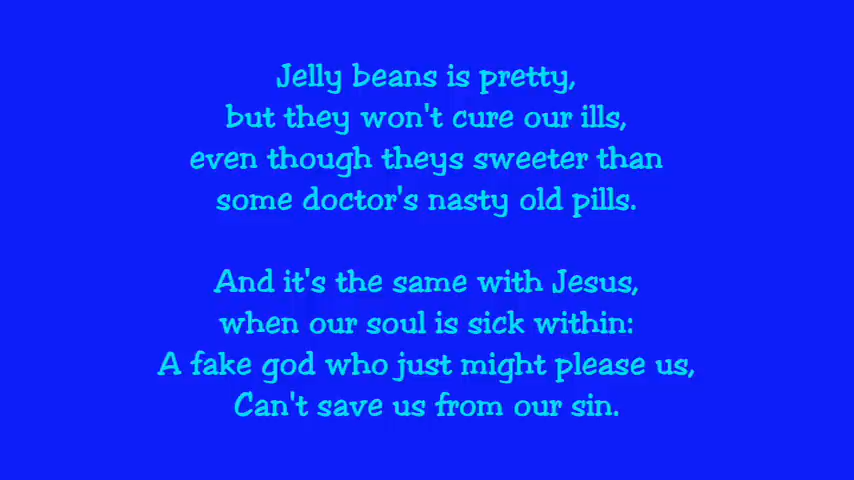 Jelly beans is pretty,
but they won't cure our ills,
even though theys sweeter than
some doctor's nasty old pills.
And it's the same with Jesus,
when our soul is sick within:
A fake god who just might please us,
Can't save us from our sin.